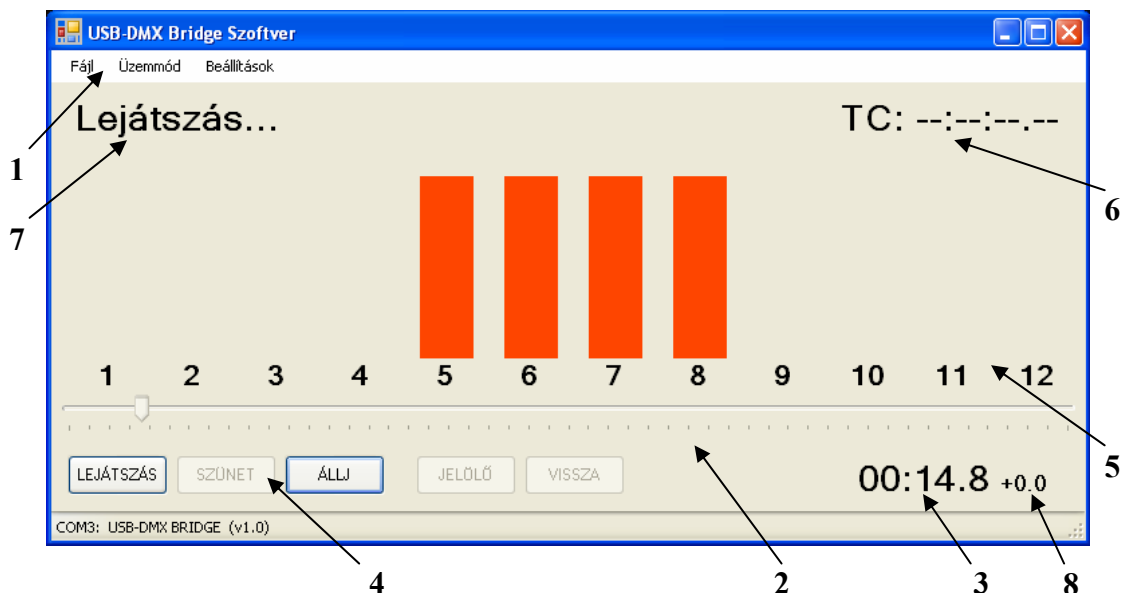 USB-DMX Bridge Szoftver
Fájl Üzemmód Beállítások
Lejátszás... TC: --:--:--.--
1
6
7
1 2 3 4 5 6 7 8 9 10 11 12
LEJÁTSZÁS SZÜNET ÁLLJ JELÖLŐ VISSZA 00:14.8 +0.0
5
COM3: USB-DMX BRIDGE (v1.0)
4 2 3 8